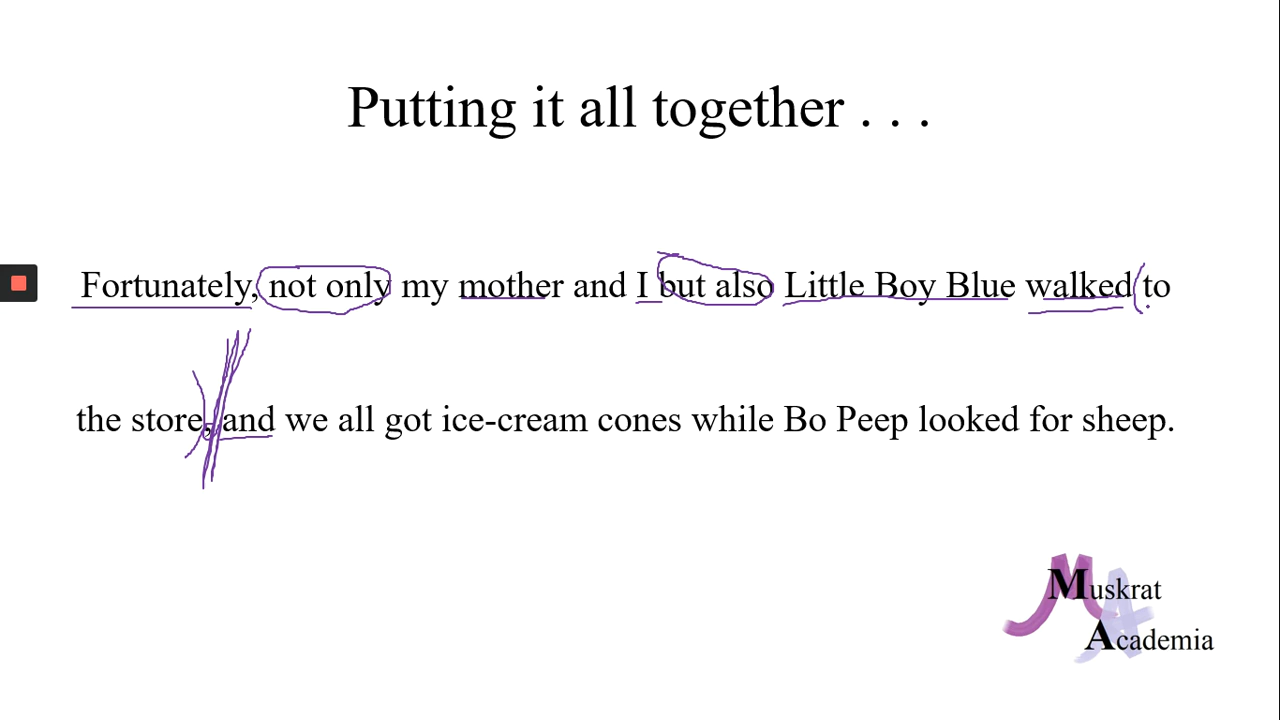 Putting it all together . . .
Fortunately, not only my mother and I but also Little Boy Blue walked to
the store, and we all got ice-cream cones while Bo Peep looked for sheep.
Muskrat
Academia